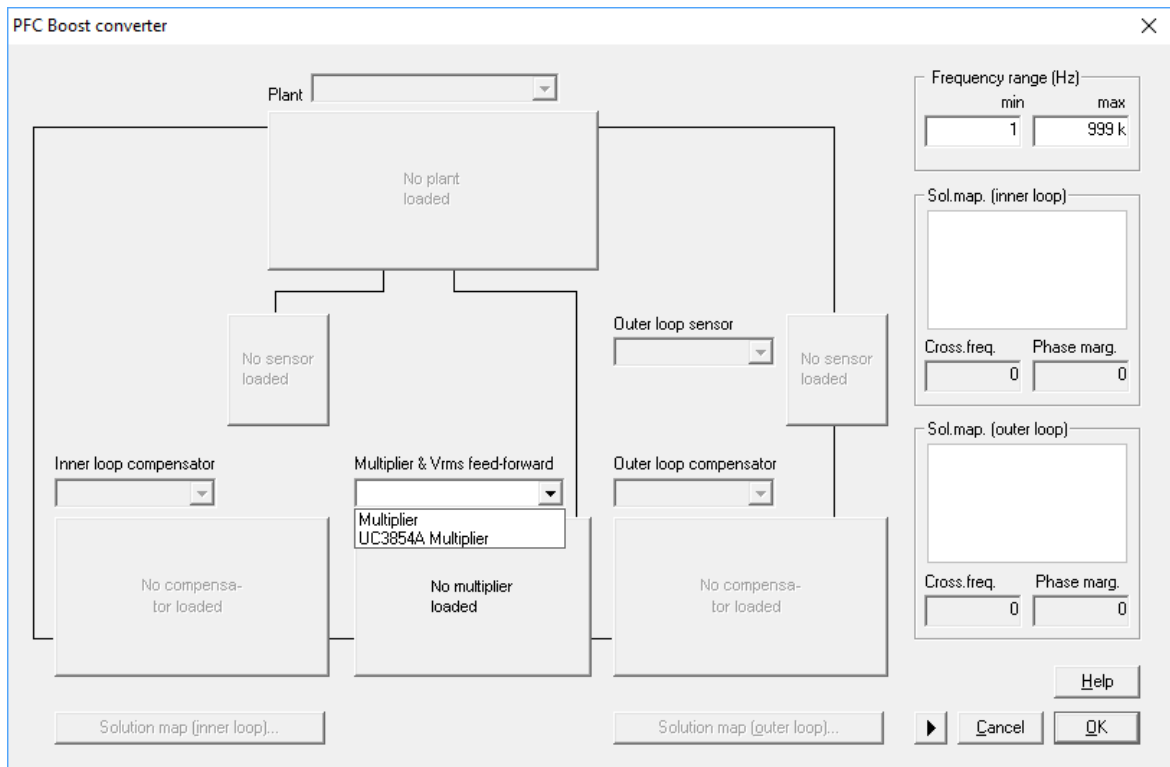 PFC Boost converter
Plant
No plant
loaded
No sensor
loaded
Outer loop sensor
No sensor
loaded
Inner loop compensator
Multiplier & Vrms feed-forward
Outer loop compensator
Multiplier
UC3854A Multiplier
No compensa-
tor loaded
No multiplier
loaded
No compensa-
tor loaded
Solution map (inner loop)...
Solution map (outer loop)...
Frequency range (Hz)
min max
1 999 k
Sol.map. (inner loop)
Cross.freq. Phase marg.
0 0
Sol.map. (outer loop)
Cross.freq. Phase marg.
0 0
Help
Cancel
OK